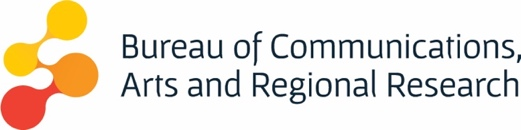 Bureau of Communications,
Arts and Regional Research